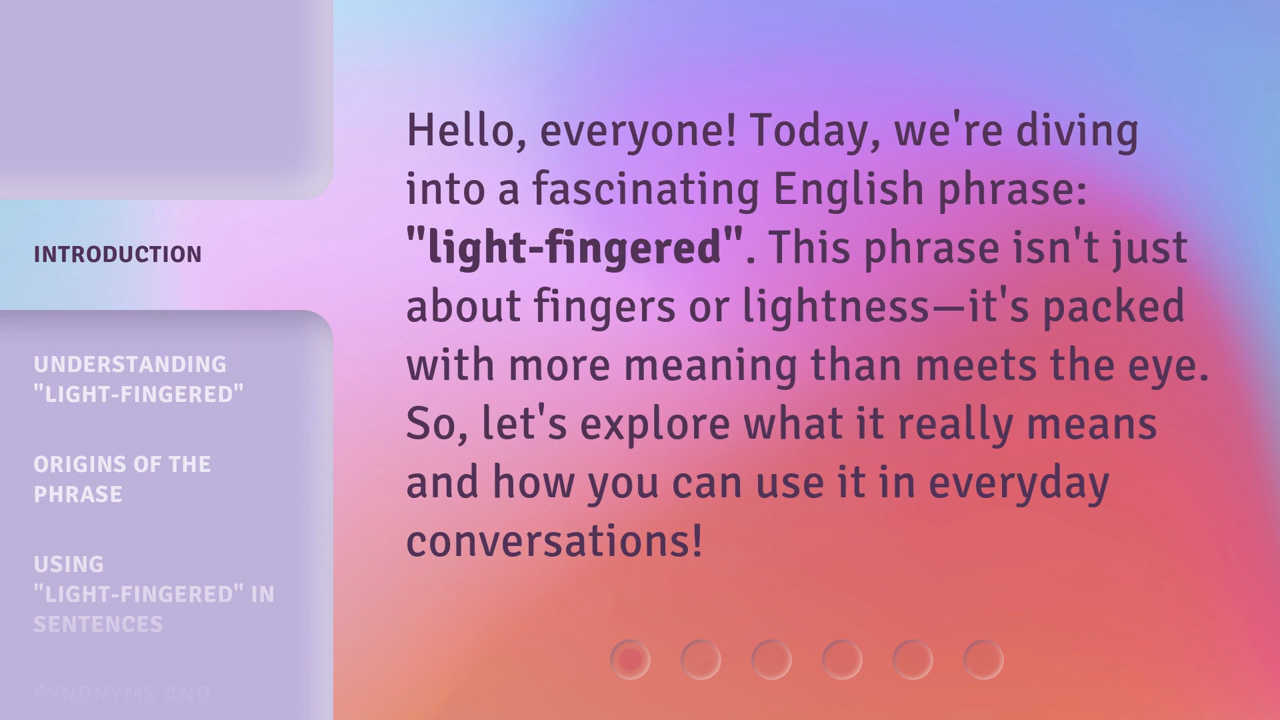 INTRODUCTION
UNDERSTANDING
"LIGHT-FINGERED"
ORIGINS OF THE
PHRASE
USING
"LIGHT-FINGERED" IN
SENTENCES
SYNONYMS AND
Hello, everyone! Today, we're diving
into a fascinating English phrase:
"light-fingered". This phrase isn't just
about fingers or lightness—it's packed
with more meaning than meets the eye.
So, let's explore what it really means
and how you can use it in everyday
conversations!